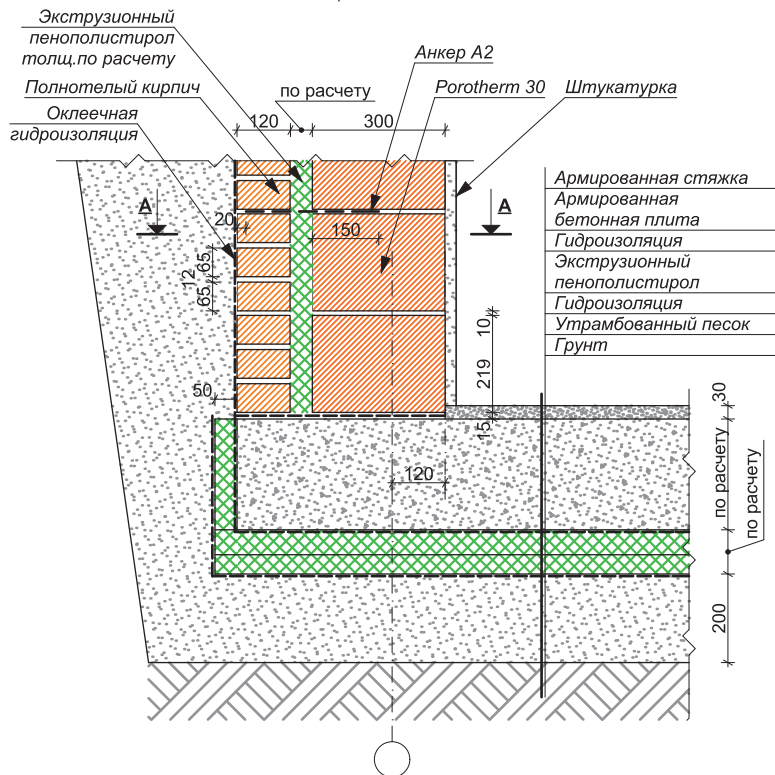 Экструзионный
пенополистирол
толщ.по расчету
Полнотелый кирпич
Оклеечная
гидроизоляция
по расчету
Анкер А2
Porotherm 30
Штукатурка
120
300
Армированная стяжка
Армированная
бетонная плита
Гидроизоляция
Экструзионный
пенополистирол
Гидроизоляция
Утрамбованный песок
Грунт
А
А
20
150
65
12
65
10
219
50
15
30
120
по расчету
по расчету
200